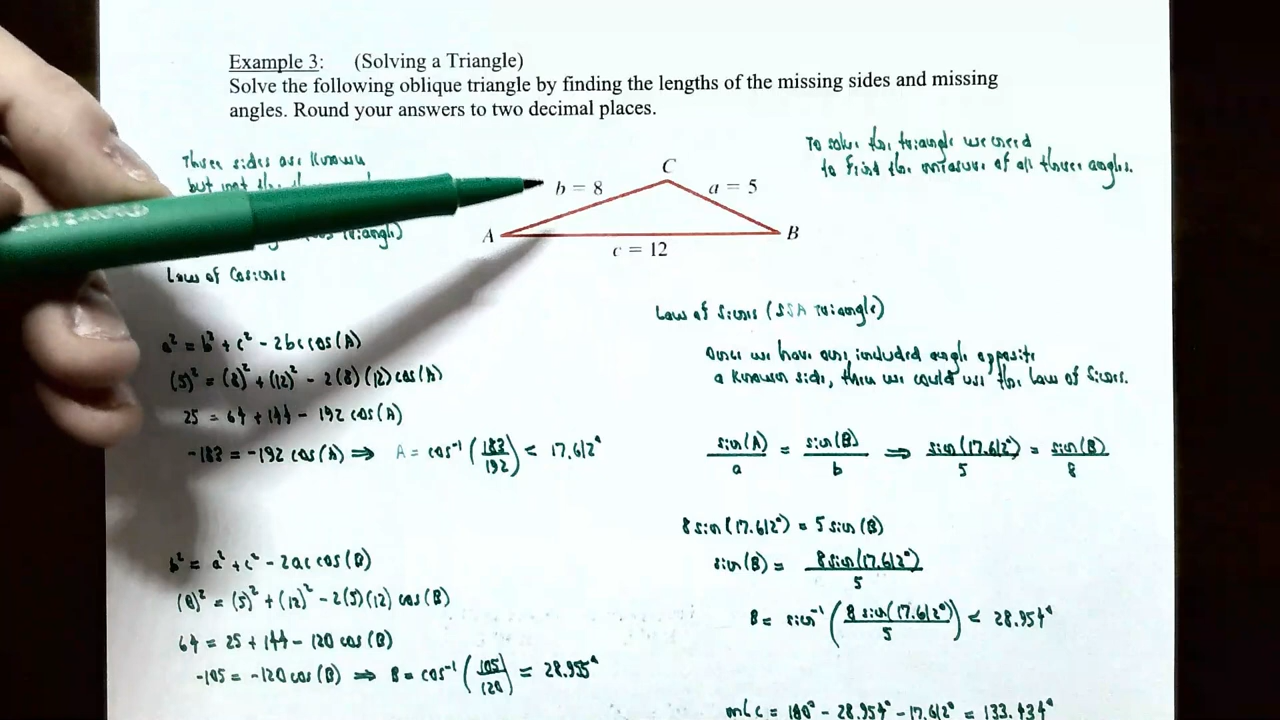 Example 3: (Solving a Triangle)
Solve the following oblique triangle by finding the lengths of the missing sides and missing
angles. Round your answers to two decimal places.
Three sides are known
but not the
Law of Cosines
C
b = 8
a = 5
A
B
c = 12
To solve the triangle we need
to find the measure of all three angles.
a² = b² + c² - 2bc cos(A)
(5)² = (8)² + (12)² - 2(8)(12) cos(A)
25 = 64 + 144 - 192 cos(A)
-183 = -192 cos(A) ⇒ A = cos⁻¹(183/192) = 17.612°
b² = a² + c² - 2ac cos(B)
(8)² = (5)² + (12)² - 2(5)(12) cos(B)
64 = 25 + 144 - 120 cos(B)
-105 = -120 cos(B) ⇒ B = cos⁻¹(105/120) = 28.955°
Law of Sines (SSA triangle)
Once we have one included angle opposite
a known side, then we could use the Law of Sines.
sin(A)/a = sin(B)/b ⇒ sin(17.612°)/5 = sin(B)/8
8 sin(17.612°) = 5 sin(B)
sin(B) = 8 sin(17.612°)/5
B = sin⁻¹(8 sin(17.612°)/5) = 28.954°
m∠C = 180° - 28.954° - 17.612° = 133.434°